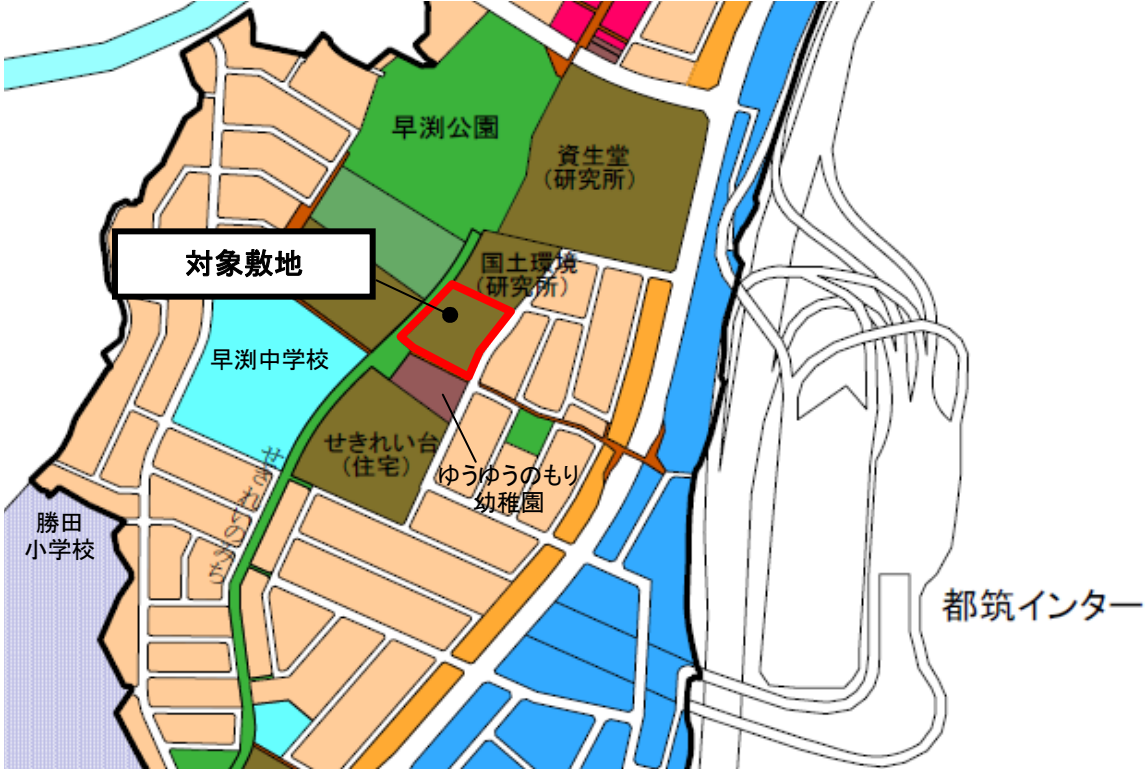 早渕公園
資生堂
(研究所)
対象敷地
国土環境
(研究所)
早渕中学校
せきれい台
(住宅)
ゆうゆうのもり
幼稚園
せきれいのみち
勝田
小学校
都筑インター